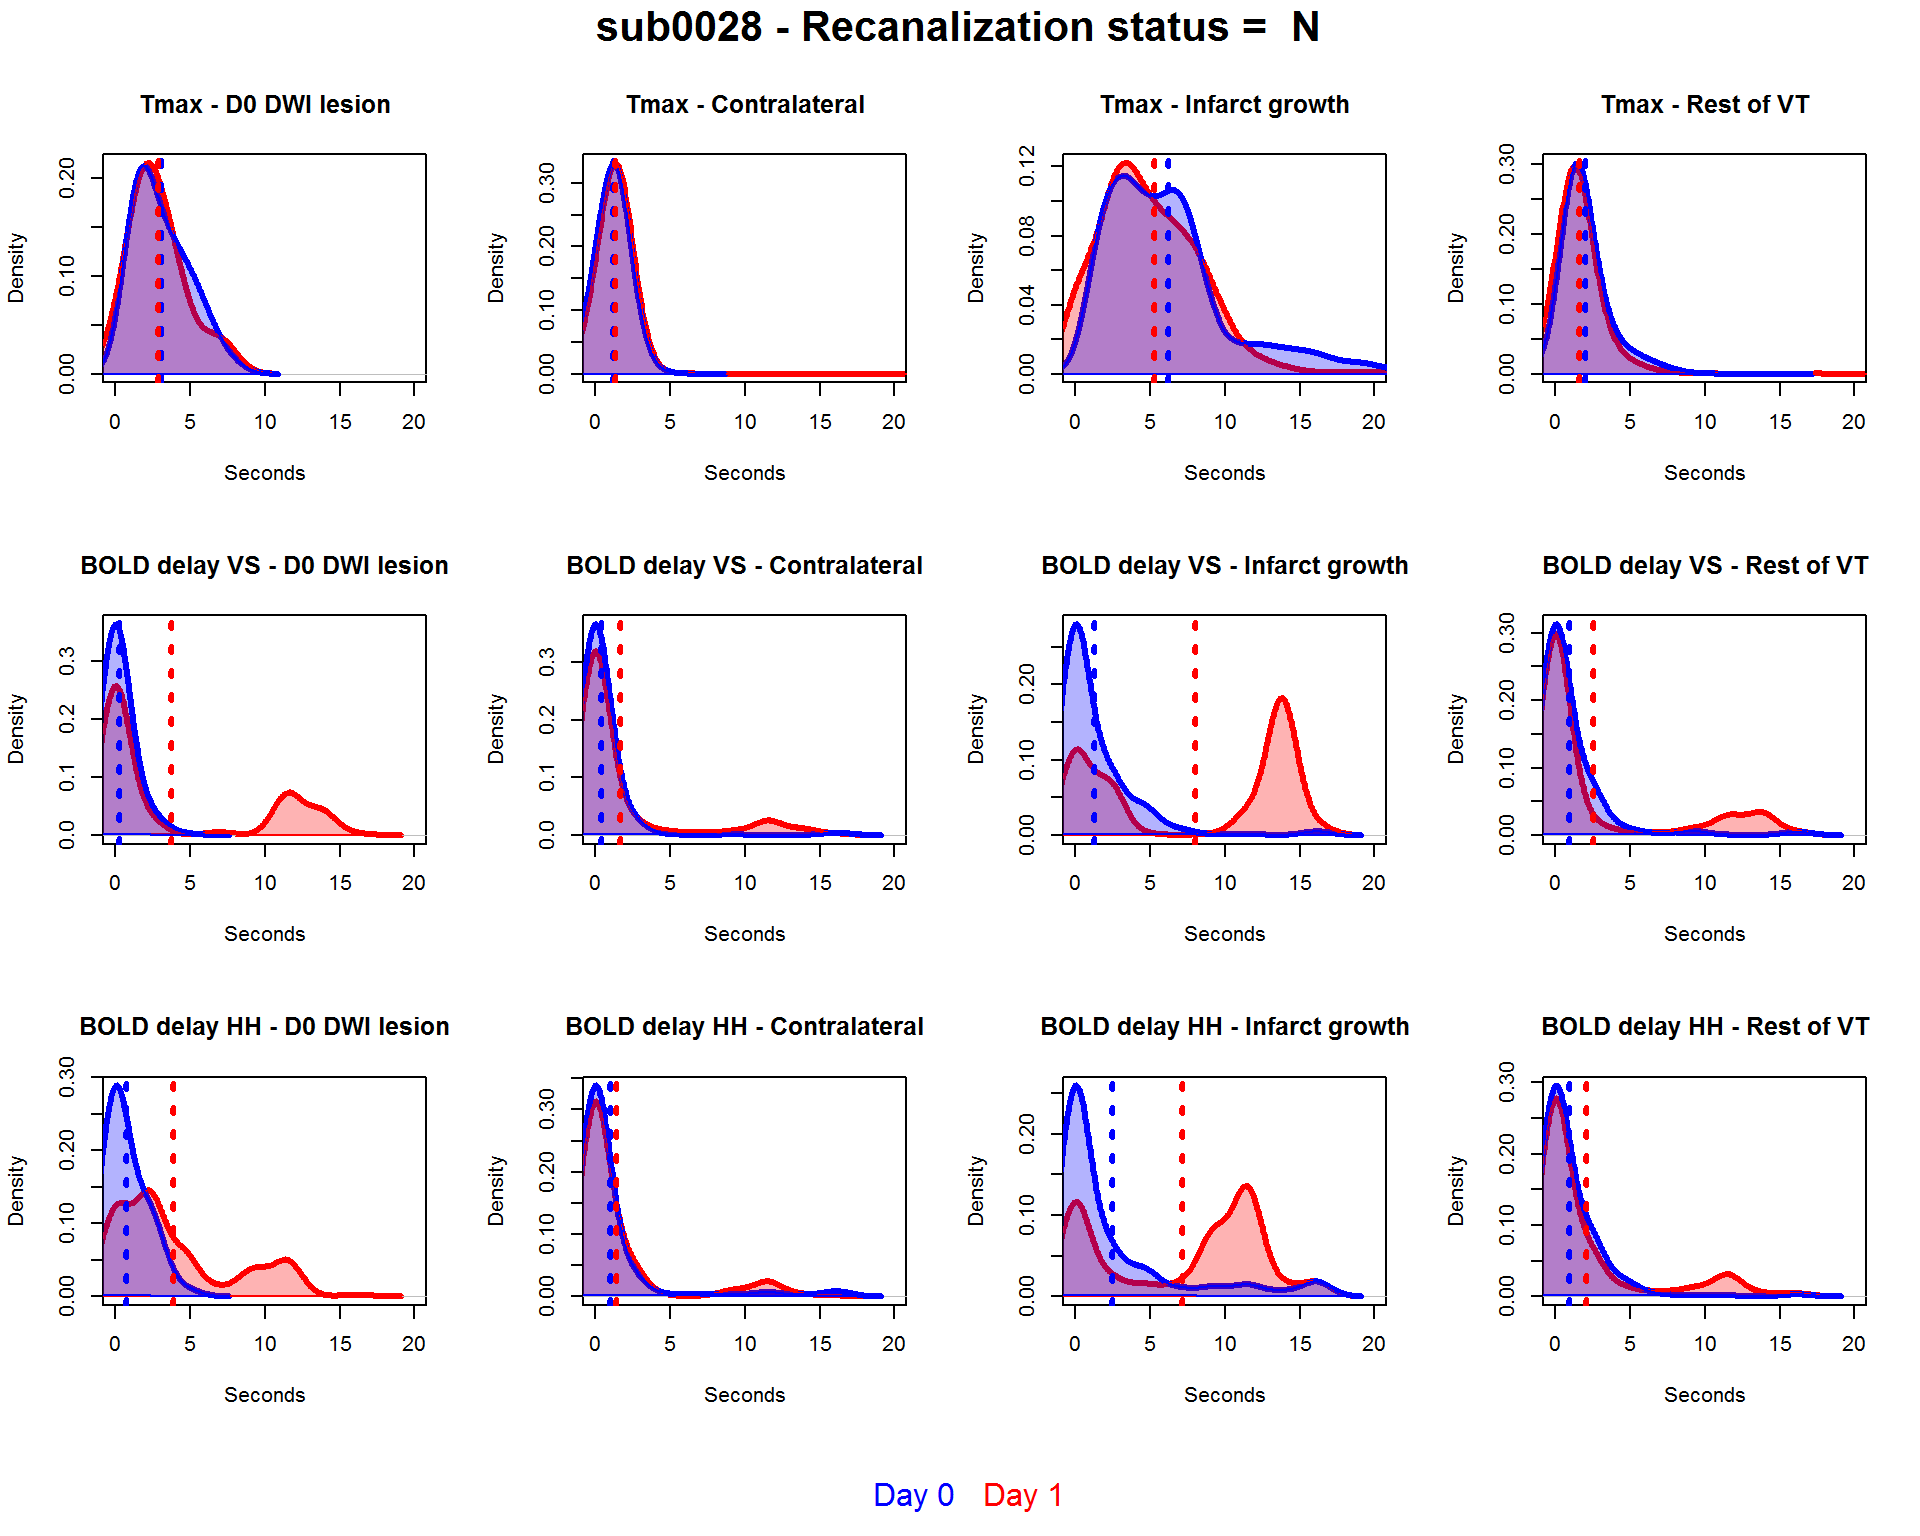 sub0028 - Recanalization status = N
Tmax - D0 DWI lesion
Density
0.00 0.10 0.20
0 5 10 15 20
Seconds
Tmax - Contralateral
Density
0.00 0.10 0.20 0.30
0 5 10 15 20
Seconds
Tmax - Infarct growth
Density
0.00 0.04 0.08 0.12
0 5 10 15 20
Seconds
Tmax - Rest of VT
Density
0.00 0.10 0.20 0.30
0 5 10 15 20
Seconds
BOLD delay VS - D0 DWI lesion
Density
0.0 0.1 0.2 0.3
0 5 10 15 20
Seconds
BOLD delay VS - Contralateral
Density
0.0 0.1 0.2 0.3
0 5 10 15 20
Seconds
BOLD delay VS - Infarct growth
Density
0.00 0.10 0.20
0 5 10 15 20
Seconds
BOLD delay VS - Rest of VT
Density
0.00 0.10 0.20 0.30
0 5 10 15 20
Seconds
BOLD delay HH - D0 DWI lesion
Density
0.00 0.10 0.20 0.30
0 5 10 15 20
Seconds
BOLD delay HH - Contralateral
Density
0.00 0.10 0.20 0.30
0 5 10 15 20
Seconds
BOLD delay HH - Infarct growth
Density
0.00 0.10 0.20
0 5 10 15 20
Seconds
BOLD delay HH - Rest of VT
Density
0.00 0.10 0.20 0.30
0 5 10 15 20
Seconds
Day 0 Day 1